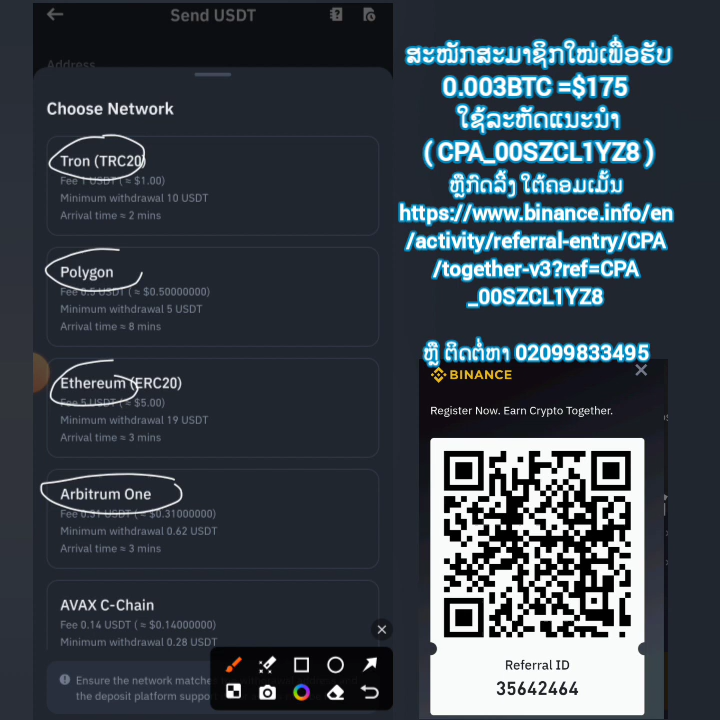 Send USDT
Address
Choose Network
Tron (TRC20)
Fee 1 USDT ( ≈ $1.00)
Minimum withdrawal 10 USDT
Arrival time ≈ 2 mins
Polygon
Fee 0.5 USDT ( ≈ $0.50000000)
Minimum withdrawal 5 USDT
Arrival time ≈ 8 mins
Ethereum (ERC20)
Fee 5 USDT ( ≈ $5.00)
Minimum withdrawal 19 USDT
Arrival time ≈ 3 mins
Arbitrum One
Fee 0.31 USDT ( ≈ $0.31000000)
Minimum withdrawal 0.62 USDT
Arrival time ≈ 3 mins
AVAX C-Chain
Fee 0.14 USDT ( ≈ $0.14000000)
Minimum withdrawal 0.28 USDT
Ensure the network matches
the deposit platform support
ສະໝັກສະມາຊິກໃໝ່ເພື່ອຮັບ
0.003BTC =$175
ໃຊ້ລະຫັດແນະນຳ
( CPA_00SZCL1YZ8 )
ຫຼືກົດລິ້ງ ໃຕ້ຄອມເມັ້ນ
https://www.binance.info/en
/activity/referral-entry/CPA
/together-v3?ref=CPA
_00SZCL1YZ8
ຫຼື ຕິດຕໍ່ຫາ 02099833495
BINANCE
Register Now. Earn Crypto Together.
Referral ID
35642464